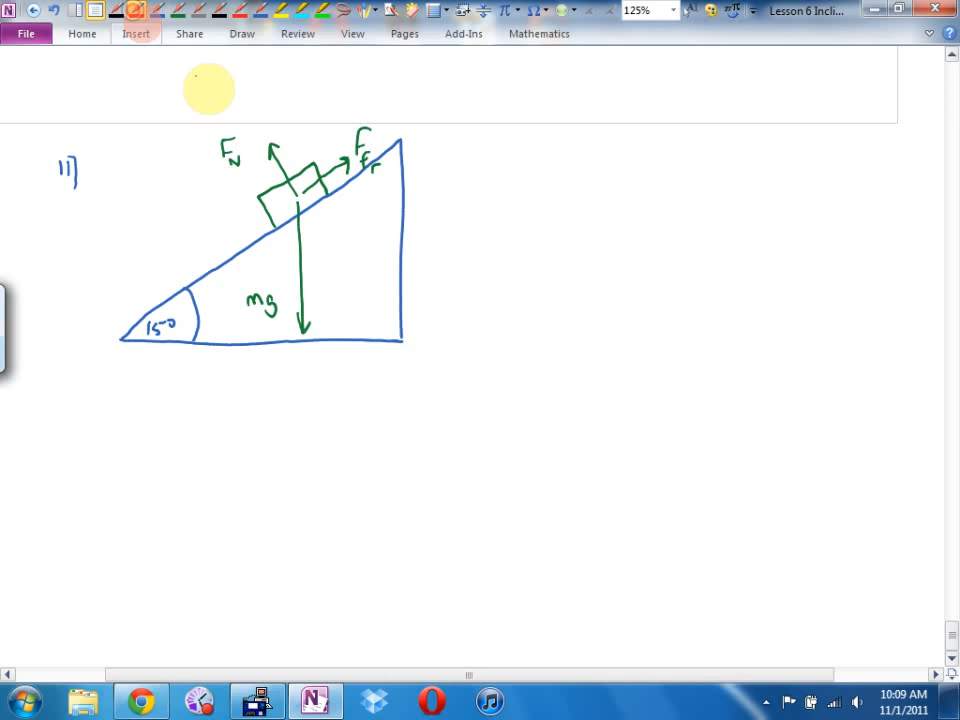 125% Lesson 6 Incli...
File Home Insert Share Draw Review View Pages Add-Ins Mathematics
11)
FN
Ffr
mg
15°
10:09 AM
11/1/2011